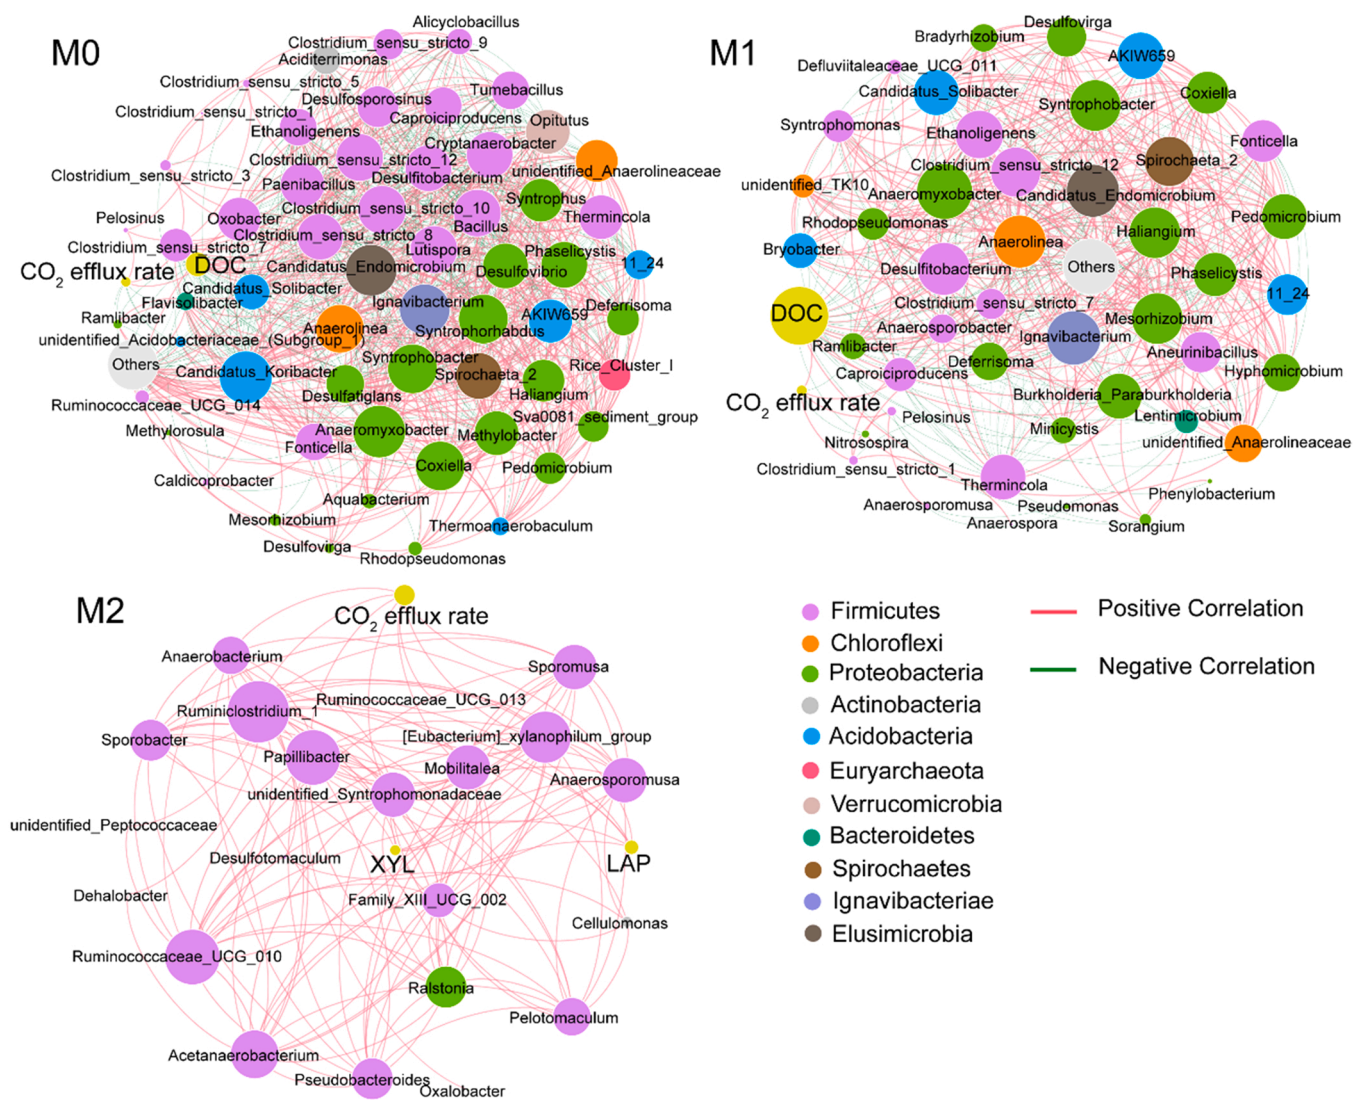 M0
Alicyclobacillus
Clostridium_sensu_stricto_9
Aciditerrimonas
Clostridium_sensu_stricto_5
Tumebacillus
Desulfosporosinus
Clostridium_sensu_stricto_1
Caproiciproducens
Opitutus
Ethanoligenens
Cryptanaerobacter
Clostridium_sensu_stricto_12
unidentified_Anaerolineaceae
Clostridium_sensu_stricto_3
Desulfitobacterium
Paenibacillus
Syntrophus
Clostridium_sensu_stricto_10
Pelosinus
Oxobacter
Thermincola
Bacillus
Clostridium_sensu_stricto_8
Clostridium_sensu_stricto_7
Lutispora
Phaselicystis
CO2 efflux rate
DOC
Candidatus_Endomicrobium
Desulfovibrio
11_24
Candidatus_Solibacter
Flavisolibacter
Ignavibacterium
Deferrisoma
Ramlibacter
Anaerolinea
Syntrophorhabdus
AKIW659
unidentified_Acidobacteriaceae_(Subgroup_1)
Others
Candidatus_Koribacter
Syntrophobacter
Spirochaeta_2
Rice_Cluster_I
Desulfatiglans
Haliangium
Ruminococcaceae_UCG_014
Sva0081_sediment_group
Methylorosula
Anaeromyxobacter
Methylobacter
Fonticella
Coxiella
Pedomicrobium
Caldicoprobacter
Aquabacterium
Mesorhizobium
Thermoanaerobaculum
Desulfovirga
Rhodopseudomonas
M1
Desulfovirga
Bradyrhizobium
AKIW659
Defluviitaleaceae_UCG_011
Candidatus_Solibacter
Coxiella
Syntrophobacter
Syntrophomonas
Ethanoligenens
Fonticella
Clostridium_sensu_stricto_12
Spirochaeta_2
unidentified_TK10
Anaeromyxobacter
Candidatus_Endomicrobium
Rhodopseudomonas
Pedomicrobium
Haliangium
Bryobacter
Anaerolinea
Desulfitobacterium
Others
Phaselicystis
11_24
Clostridium_sensu_stricto_7
DOC
Mesorhizobium
Anaerosporobacter
Ignavibacterium
Ramlibacter
Aneurinibacillus
Deferrisoma
Caproiciproducens
Hyphomicrobium
Burkholderia_Paraburkholderia
CO2 efflux rate
Pelosinus
Lentimicrobium
Nitrosospira
Minicystis
unidentified_Anaerolineaceae
Clostridium_sensu_stricto_1
Thermincola
Phenylobacterium
Anaerosporomusa
Pseudomonas
Anaerospora
Sorangium
M2
CO2 efflux rate
Anaerobacterium
Sporomusa
Ruminococcaceae_UCG_013
Ruminiclostridium_1
Sporobacter
[Eubacterium]_xylanophilum_group
Papillibacter
Mobilitalea
Anaerosporomusa
unidentified_Syntrophomonadaceae
unidentified_Peptococcaceae
Desulfotomaculum
XYL
LAP
Dehalobacter
Family_XIII_UCG_002
Cellulomonas
Ruminococcaceae_UCG_010
Ralstonia
Pelotomaculum
Acetanaerobacterium
Pseudobacteroides
Oxalobacter
Firmicutes
Chloroflexi
Proteobacteria
Actinobacteria
Acidobacteria
Euryarchaeota
Verrucomicrobia
Bacteroidetes
Spirochaetes
Ignavibacteriae
Elusimicrobia
Positive Correlation
Negative Correlation